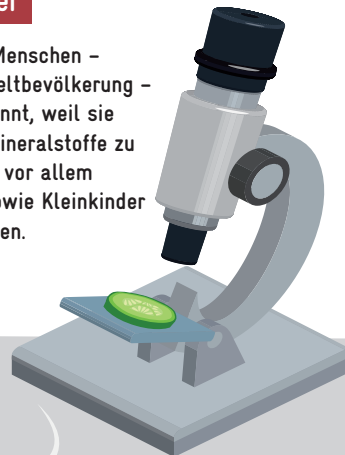 Menschen –
eltbevölkerung –
nnt, weil sie
ineralstoffe zu
vor allem
owie Kleinkinder
en.